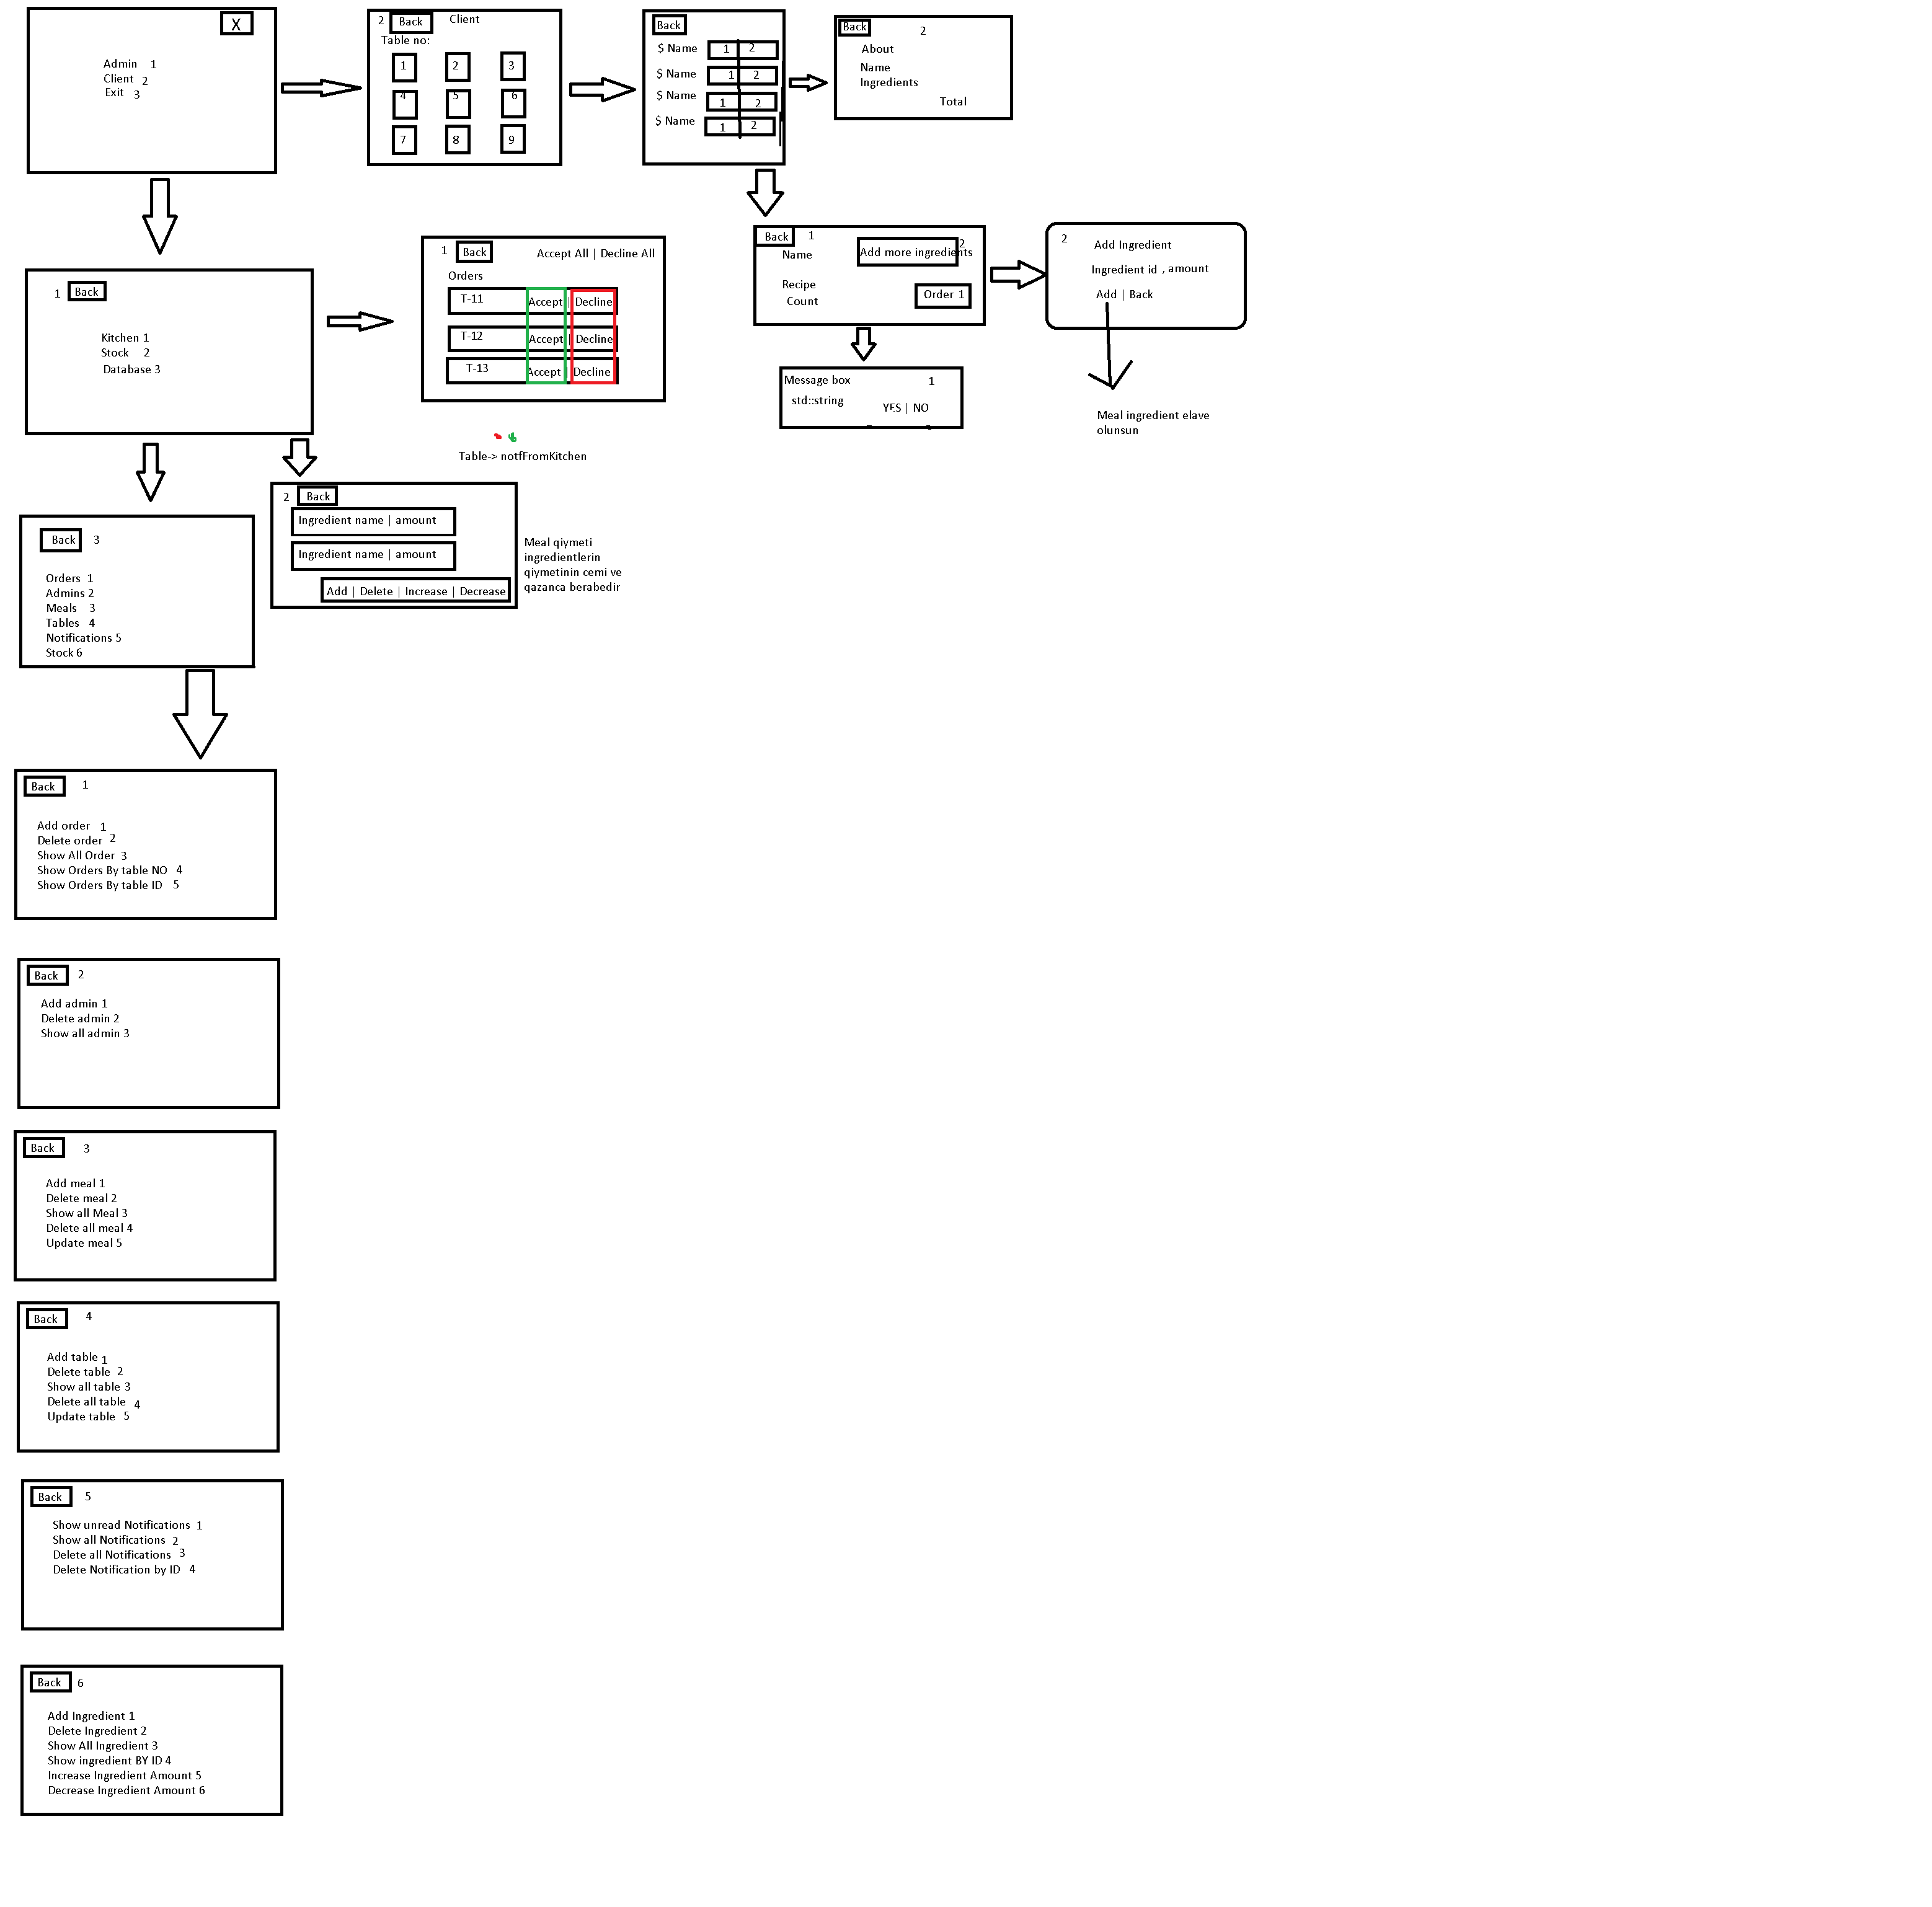 X
Admin 1
Client 2
Exit 3
2 Back Client
Table no:
1 2 3
4 5 6
7 8 9
Back
$ Name 1 2
$ Name 1 2
$ Name 1 2
$ Name 1 2
Back 2
About
Name
Ingredients
Total
Back 1
Name
Add more ingredients 2
Recipe
Count
Order 1
2 Add Ingredient
Ingredient id , amount
Add | Back
Meal ingredient elave
olunsun
Message box 1
std::string
YES | NO
1 Back
Kitchen 1
Stock 2
Database 3
1 Back Accept All | Decline All
Orders
T-11 Accept | Decline
T-12 Accept | Decline
T-13 Accept | Decline
Table-> notfFromKitchen
2 Back
Ingredient name | amount
Ingredient name | amount
Add | Delete | Increase | Decrease
Meal qiymeti
ingredientlerin
qiymetinin cemi ve
qazanca berabedir
Back 3
Orders 1
Admins 2
Meals 3
Tables 4
Notifications 5
Stock 6
Back 1
Add order 1
Delete order 2
Show All Order 3
Show Orders By table NO 4
Show Orders By table ID 5
Back 2
Add admin 1
Delete admin 2
Show all admin 3
Back 3
Add meal 1
Delete meal 2
Show all Meal 3
Delete all meal 4
Update meal 5
Back 4
Add table 1
Delete table 2
Show all table 3
Delete all table 4
Update table 5
Back 5
Show unread Notifications 1
Show all Notifications 2
Delete all Notifications 3
Delete Notification by ID 4
Back 6
Add Ingredient 1
Delete Ingredient 2
Show All Ingredient 3
Show ingredient BY ID 4
Increase Ingredient Amount 5
Decrease Ingredient Amount 6